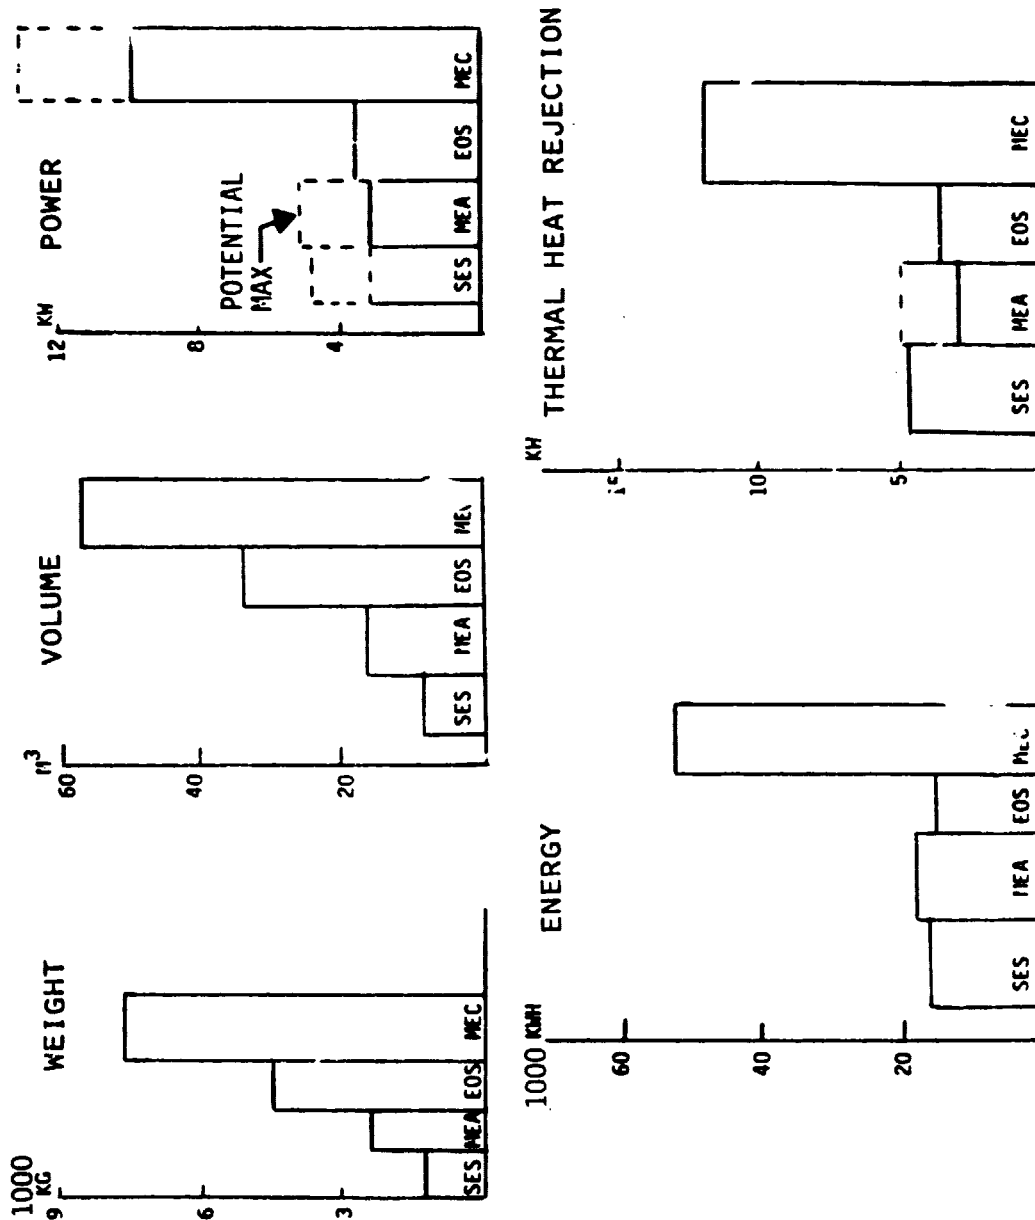 WEIGHT
1000
KG
9
6
3
SES
MEA
EOS
MEC
VOLUME
M³
60
40
20
SES
MEA
EOS
POWER
KW
12
8
4
POTENTIAL
MAX
SES
MEA
EOS
MEC
ENERGY
1000 KWH
60
40
20
SES
MEA
EOS
THERMAL HEAT REJECTION
KW
10
5
SES
MEA
EOS
MEC